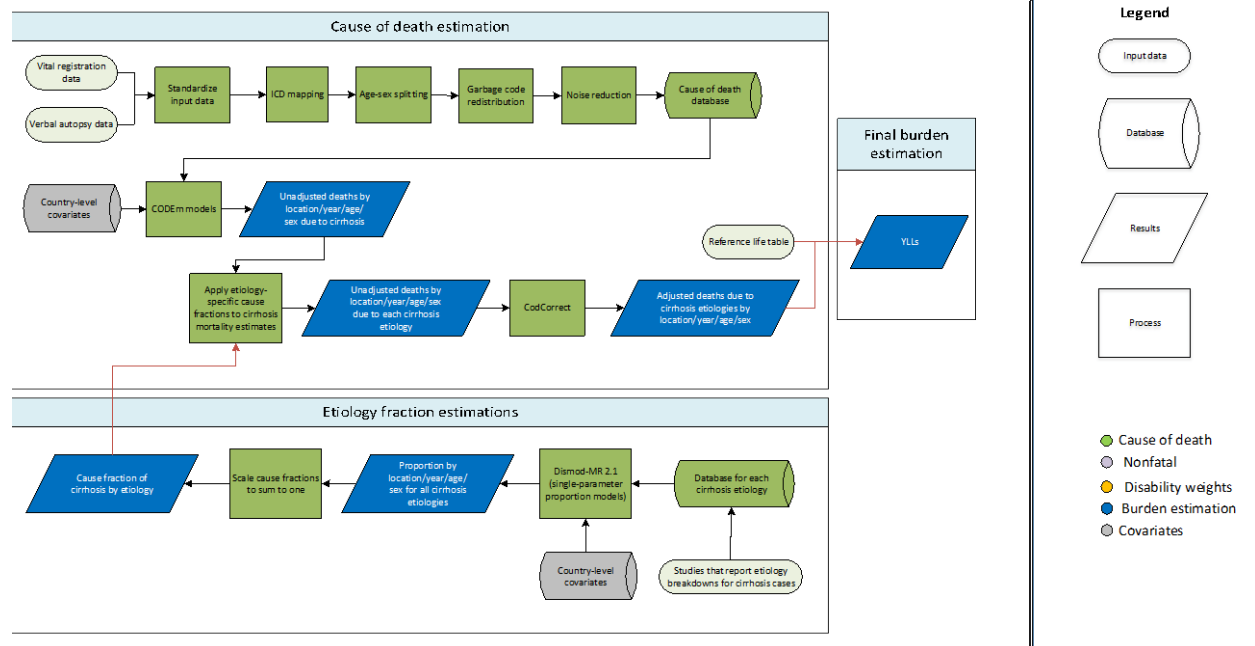 Cause of death estimation
Vital registration
data
Verbal autopsy data
Standardize
input data
ICD mapping
Age-sex splitting
Garbage code
redistribution
Noise reduction
Cause of death
database
Country-level
covariates
CODEm models
Unadjusted deaths by
location/year/age/
sex due to cirrhosis
Apply etiology-
specific cause
fractions to cirrhosis
mortality estimates
Unadjusted deaths by
location/year/age/sex
due to each cirrhosis
etiology
CodCorrect
Adjusted deaths due to
cirrhosis etiologies by
location/year/age/sex
Reference life table
Final burden
estimation
YLLs
Etiology fraction estimations
Cause fraction of
cirrhosis by etiology
Scale cause fractions
to sum to one
Proportion by
location/year/age/
sex for all cirrhosis
etiologies
Dismod-MR 2.1
(single-parameter
proportion models)
Database for each
cirrhosis etiology
Country-level
covariates
Studies that report etiology
breakdowns for cirrhosis cases
Legend
Input data
Database
Results
Process
Cause of death
Nonfatal
Disability weights
Burden estimation
Covariates